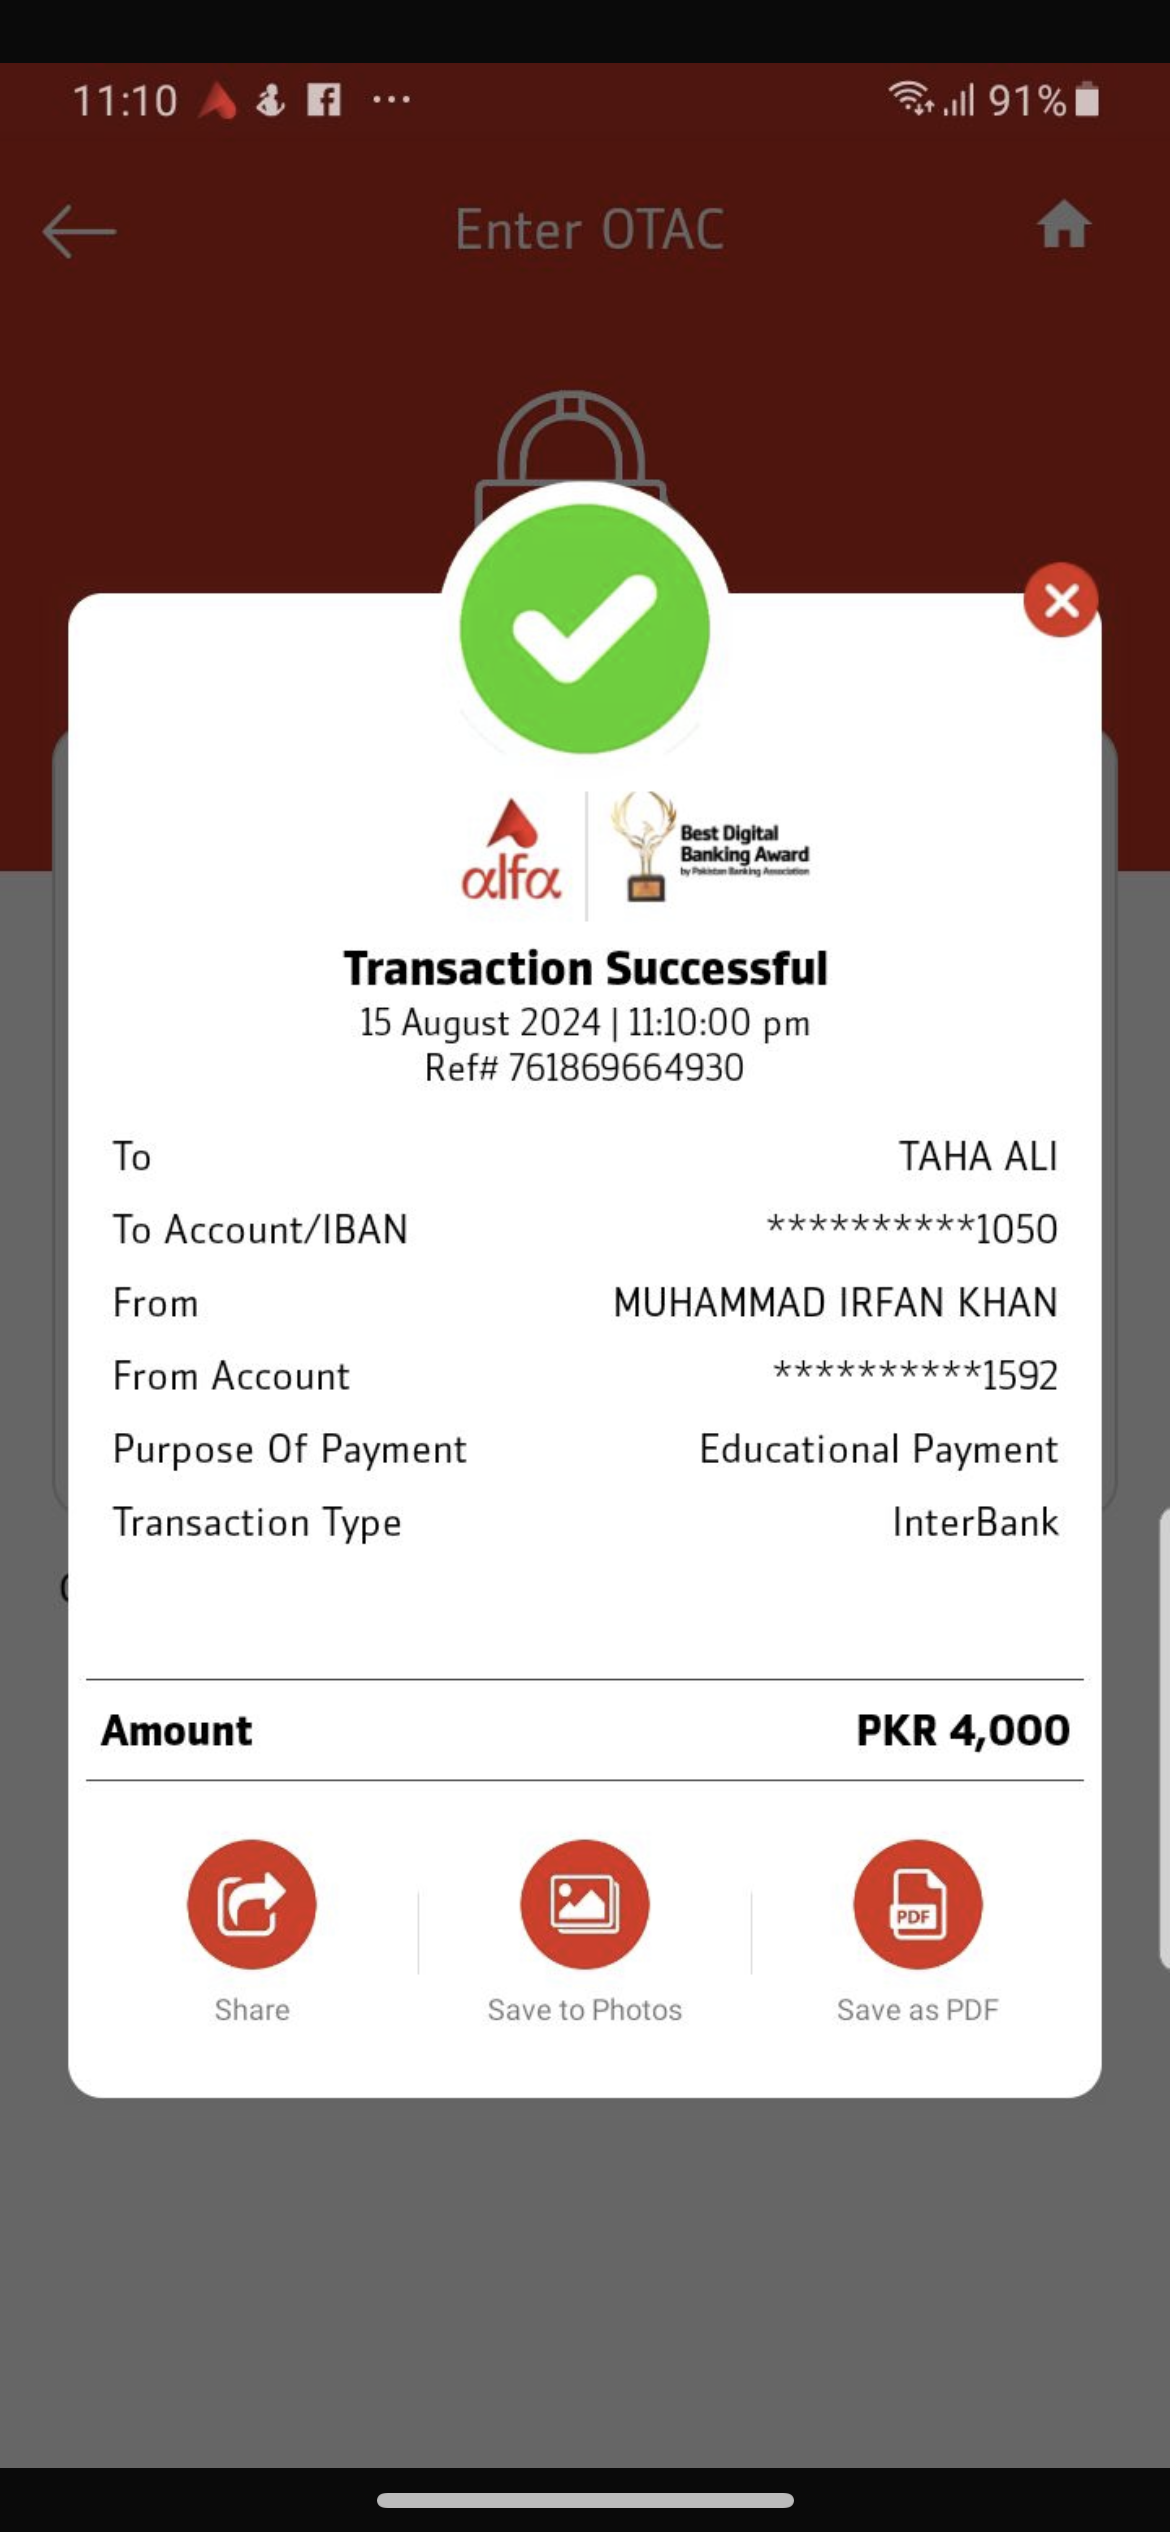 11:10 ... 91%
Enter OTAC
alfa
Best Digital
Banking Award
by Pakistan Banking Association
Transaction Successful
15 August 2024 | 11:10:00 pm
Ref# 761869664930
To TAHA ALI
To Account/IBAN **********1050
From MUHAMMAD IRFAN KHAN
From Account **********1592
Purpose Of Payment Educational Payment
Transaction Type InterBank
Amount PKR 4,000
PDF
Share Save to Photos Save as PDF